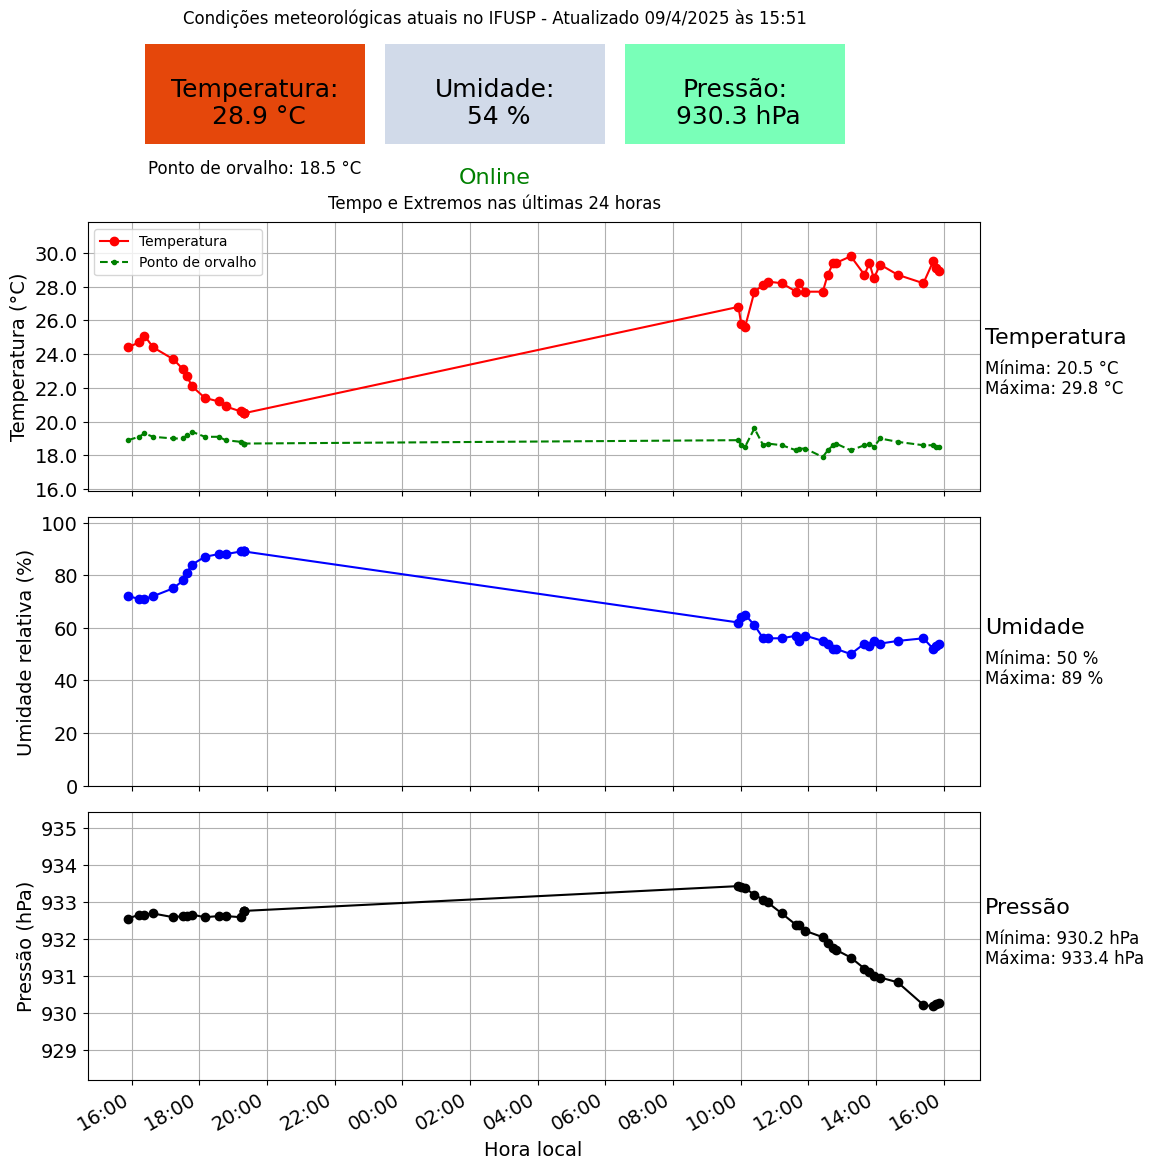 Condições meteorológicas atuais no IFUSP - Atualizado 09/4/2025 às 15:51
Temperatura:
28.9 °C
Umidade:
54 %
Pressão:
930.3 hPa
Ponto de orvalho: 18.5 °C
Online
Tempo e Extremos nas últimas 24 horas
Temperatura
Ponto de orvalho
Temperatura (°C)
30.0
28.0
26.0
24.0
22.0
20.0
18.0
16.0
Temperatura
Mínima: 20.5 °C
Máxima: 29.8 °C
Umidade relativa (%)
100
80
60
40
20
0
Umidade
Mínima: 50 %
Máxima: 89 %
Pressão (hPa)
935
934
933
932
931
930
929
Pressão
Mínima: 930.2 hPa
Máxima: 933.4 hPa
16:00 18:00 20:00 22:00 00:00 02:00 04:00 06:00 08:00 10:00 12:00 14:00 16:00
Hora local